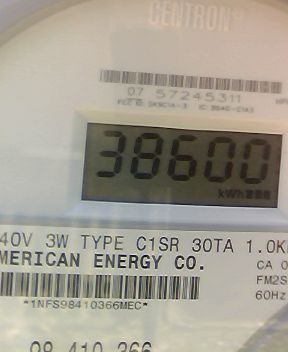 CENTRON®
07 57245311
38600
kWh
40V 3W TYPE C1SR 30TA 1.0K
MERICAN ENERGY CO.
CA 0
FM2S
60Hz
*1NFS98410366MEC*
98 410 366